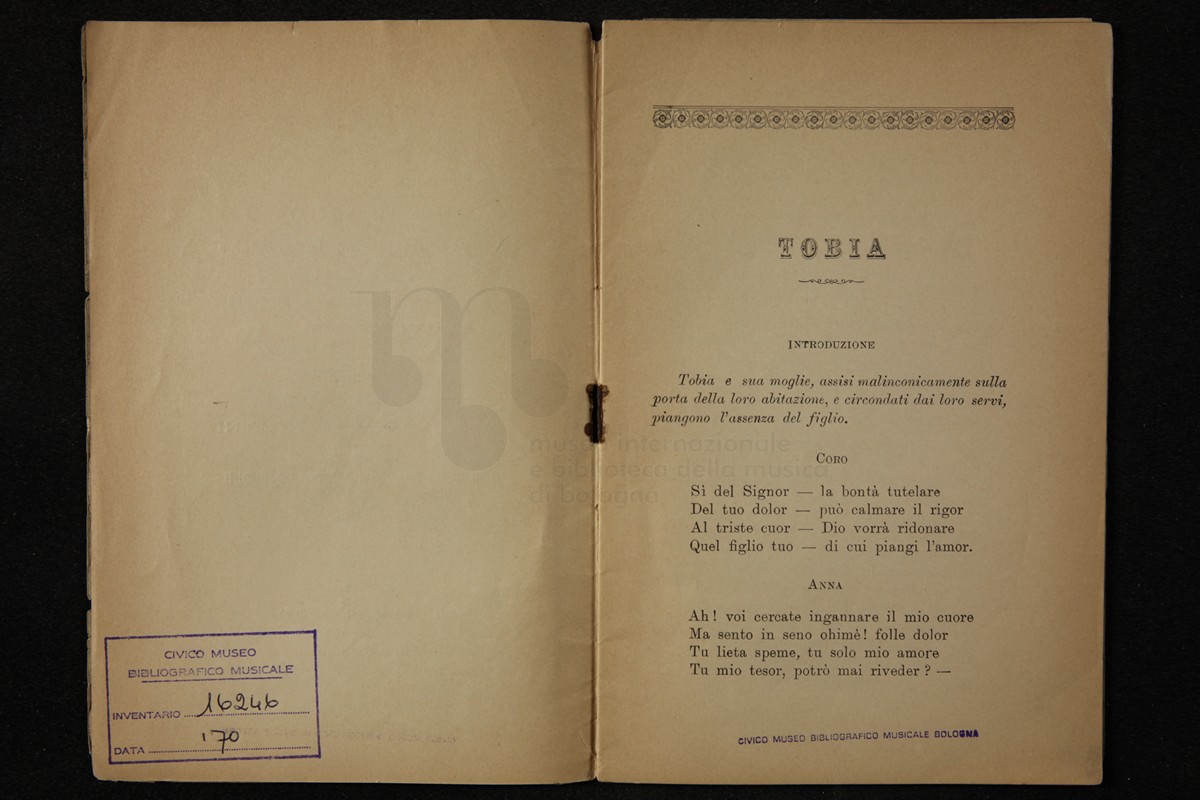 CIVICO MUSEO
BIBLIOGRAFICO MUSICALE
INVENTARIO 16246
DATA '70
museo internazionale
e biblioteca della musica
di bologna
TOBIA
INTRODUZIONE
Tobia e sua moglie, assisi malinconicamente sulla
porta della loro abitazione, e circondati dai loro servi,
piangono l'assenza del figlio.
CORO
Sì del Signor — la bontà tutelare
Del tuo dolor — può calmare il rigor
Al triste cuor — Dio vorrà ridonare
Quel figlio tuo — di cui piangi l'amor.
ANNA
Ah! voi cercate ingannare il mio cuore
Ma sento in seno ohimè! folle dolor
Tu lieta speme, tu solo mio amore
Tu mio tesor, potrò mai riveder? —
CIVICO MUSEO BIBLIOGRAFICO MUSICALE BOLOGNA